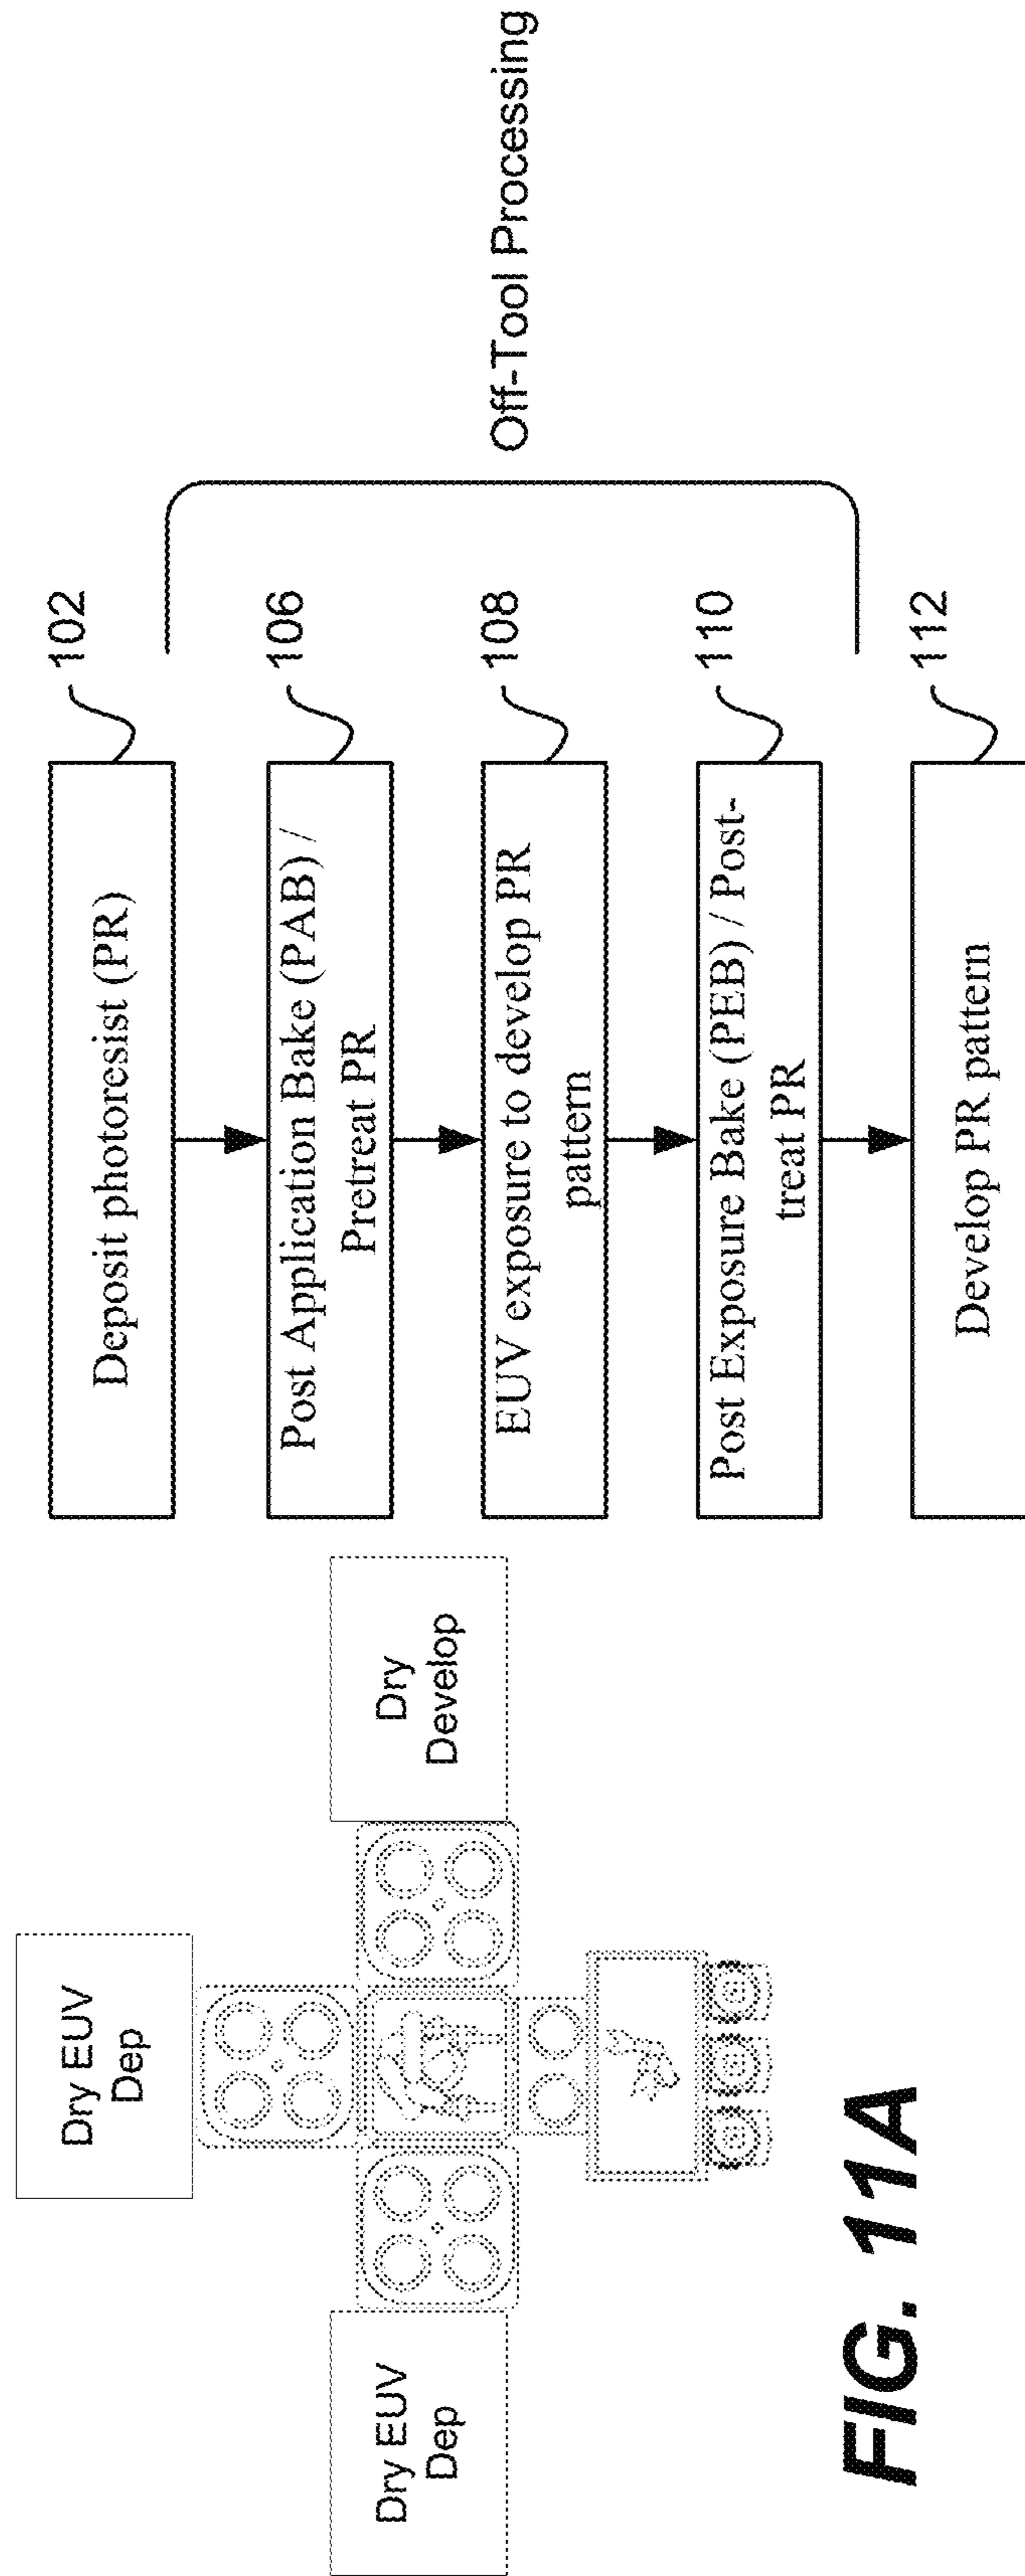 Dry EUV
Dep
Dry EUV
Dep
Dry
Develop
FIG. 11A
Deposit photoresist (PR)
102
Post Application Bake (PAB) /
Pretreat PR
106
EUV exposure to develop PR
pattern
108
Post Exposure Bake (PEB) / Post-
treat PR
110
Develop PR pattern
112
Off-Tool Processing